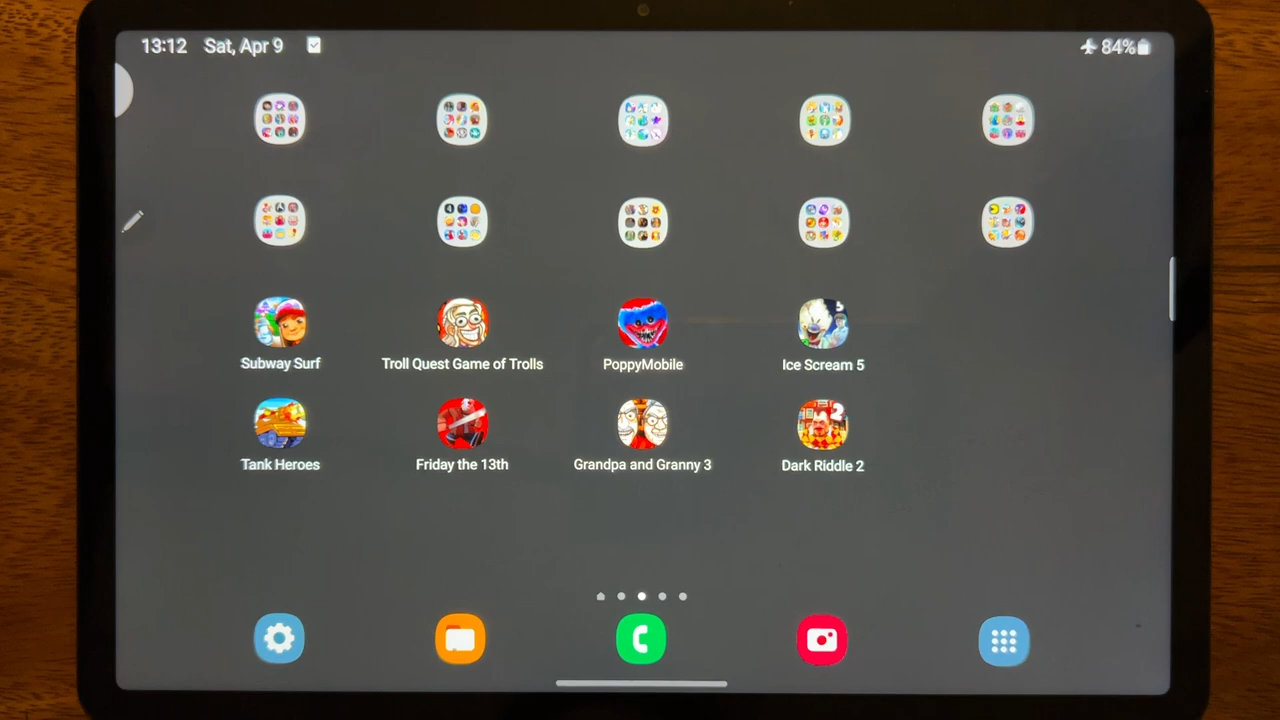 13:12 Sat, Apr 9 84%
Subway Surf Troll Quest Game of Trolls PoppyMobile Ice Scream 5
Tank Heroes Friday the 13th Grandpa and Granny 3 Dark Riddle 2